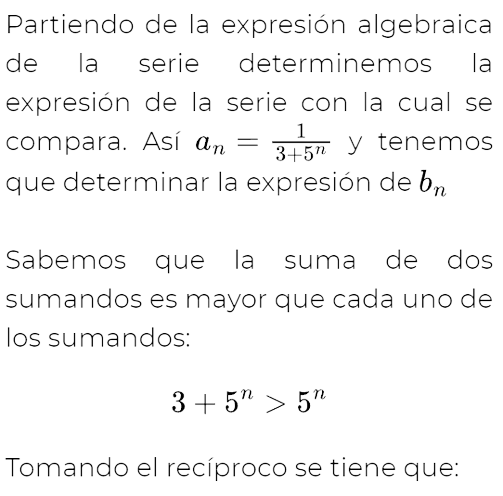 Partiendo de la expresión algebraica
de la serie determinemos la
expresión de la serie con la cual se
compara. Así $a_n = \frac{1}{3+5^n}$ y tenemos
que determinar la expresión de $b_n$
Sabemos que la suma de dos
sumandos es mayor que cada uno de
los sumandos:
$3 + 5^n > 5^n$
Tomando el recíproco se tiene que: